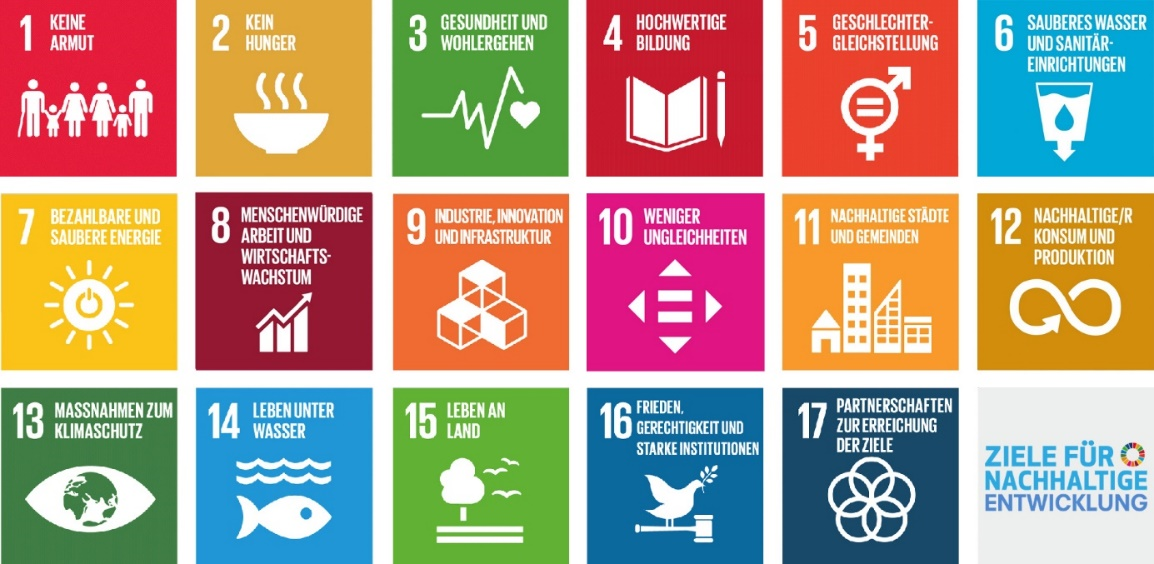 1 KEINE
ARMUT
2 KEIN
HUNGER
3 GESUNDHEIT UND
WOHLERGEHEN
4 HOCHWERTIGE
BILDUNG
5 GESCHLECHTER-
GLEICHSTELLUNG
6 SAUBERES WASSER
UND SANITÄR-
EINRICHTUNGEN
7 BEZAHLBARE UND
SAUBERE ENERGIE
8 MENSCHENWÜRDIGE
ARBEIT UND
WIRTSCHAFTS-
WACHSTUM
9 INDUSTRIE, INNOVATION
UND INFRASTRUKTUR
10 WENIGER
UNGLEICHHEITEN
11 NACHHALTIGE STÄDTE
UND GEMEINDEN
12 NACHHALTIGE/R
KONSUM UND
PRODUKTION
13 MASSNAHMEN ZUM
KLIMASCHUTZ
14 LEBEN UNTER
WASSER
15 LEBEN AN
LAND
16 FRIEDEN,
GERECHTIGKEIT UND
STARKE INSTITUTIONEN
17 PARTNERSCHAFTEN
ZUR ERREICHUNG
DER ZIELE
ZIELE FÜR
NACHHALTIGE
ENTWICKLUNG